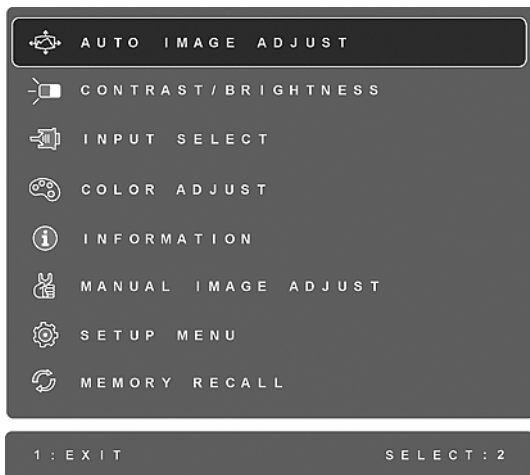 AUTO IMAGE ADJUST
CONTRAST/BRIGHTNESS
INPUT SELECT
COLOR ADJUST
INFORMATION
MANUAL IMAGE ADJUST
SETUP MENU
MEMORY RECALL
1:EXIT SELECT:2